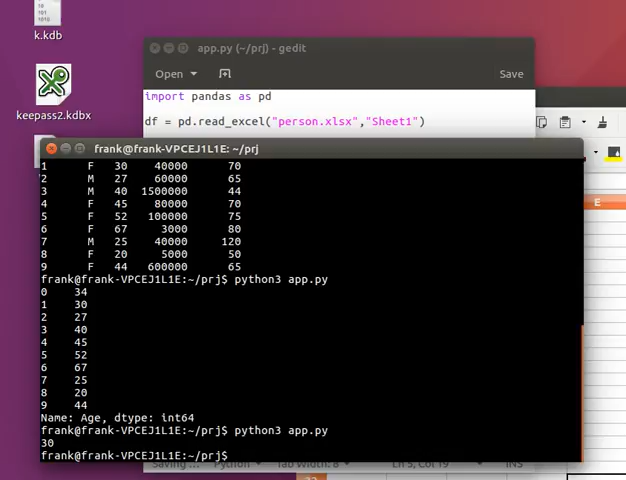 k.kdb
keepass2.kdbx
app.py (~/prj) - gedit
Open
Save
import pandas as pd
df = pd.read_excel("person.xlsx","Sheet1")
E
frank@frank-VPCEJ1L1E: ~/prj
1 F 30 40000 70
2 M 27 60000 65
3 M 40 1500000 44
4 F 45 80000 70
5 F 52 100000 75
6 F 67 3000 80
7 M 25 40000 120
8 F 20 5000 50
9 F 44 600000 65
frank@frank-VPCEJ1L1E:~/prj$ python3 app.py
0 34
1 30
2 27
3 40
4 45
5 52
6 67
7 25
8 20
9 44
Name: Age, dtype: int64
frank@frank-VPCEJ1L1E:~/prj$ python3 app.py
30
frank@frank-VPCEJ1L1E:~/prj$
Saving... Python Tab Width: 8 Ln 5, Col 19 INS